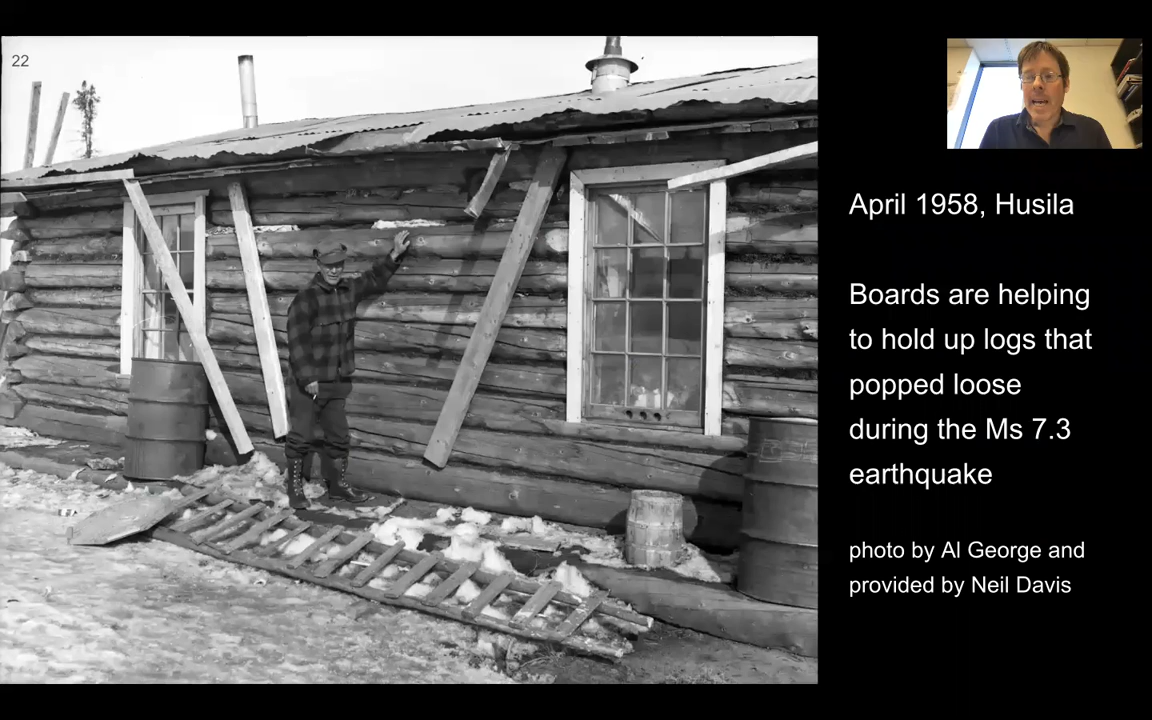 22
April 1958, Husila
Boards are helping
to hold up logs that
popped loose
during the Ms 7.3
earthquake
photo by Al George and
provided by Neil Davis